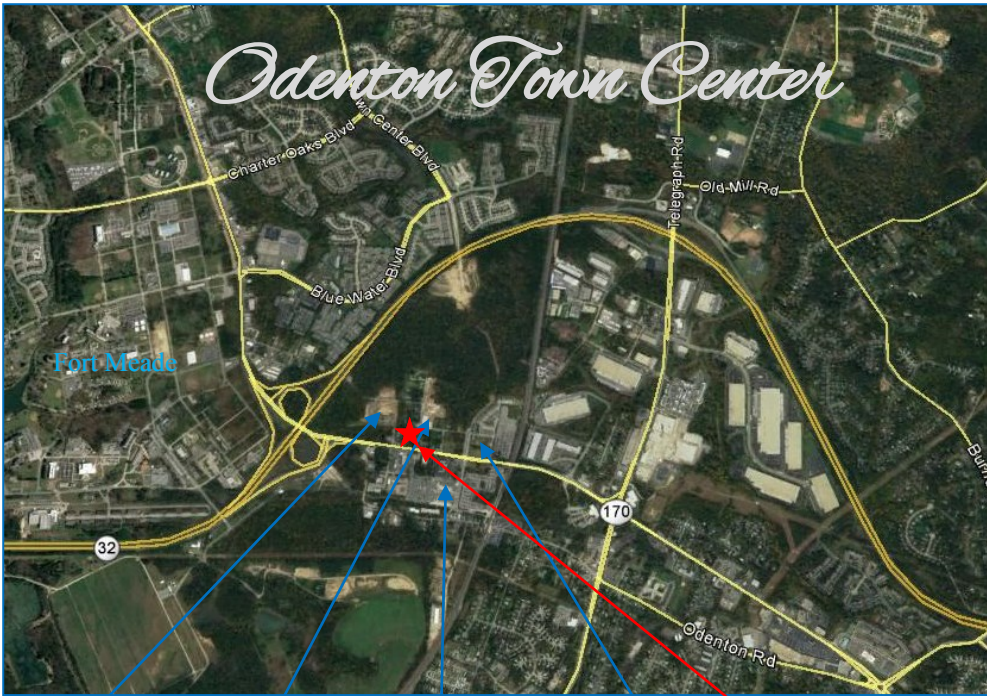 Odenton Town Center
Charter Oaks Blvd
wn Center Blvd
Telegraph Rd
Old Mill Rd
Blue Water Blvd
Fort Meade
170
32
Odenton Rd